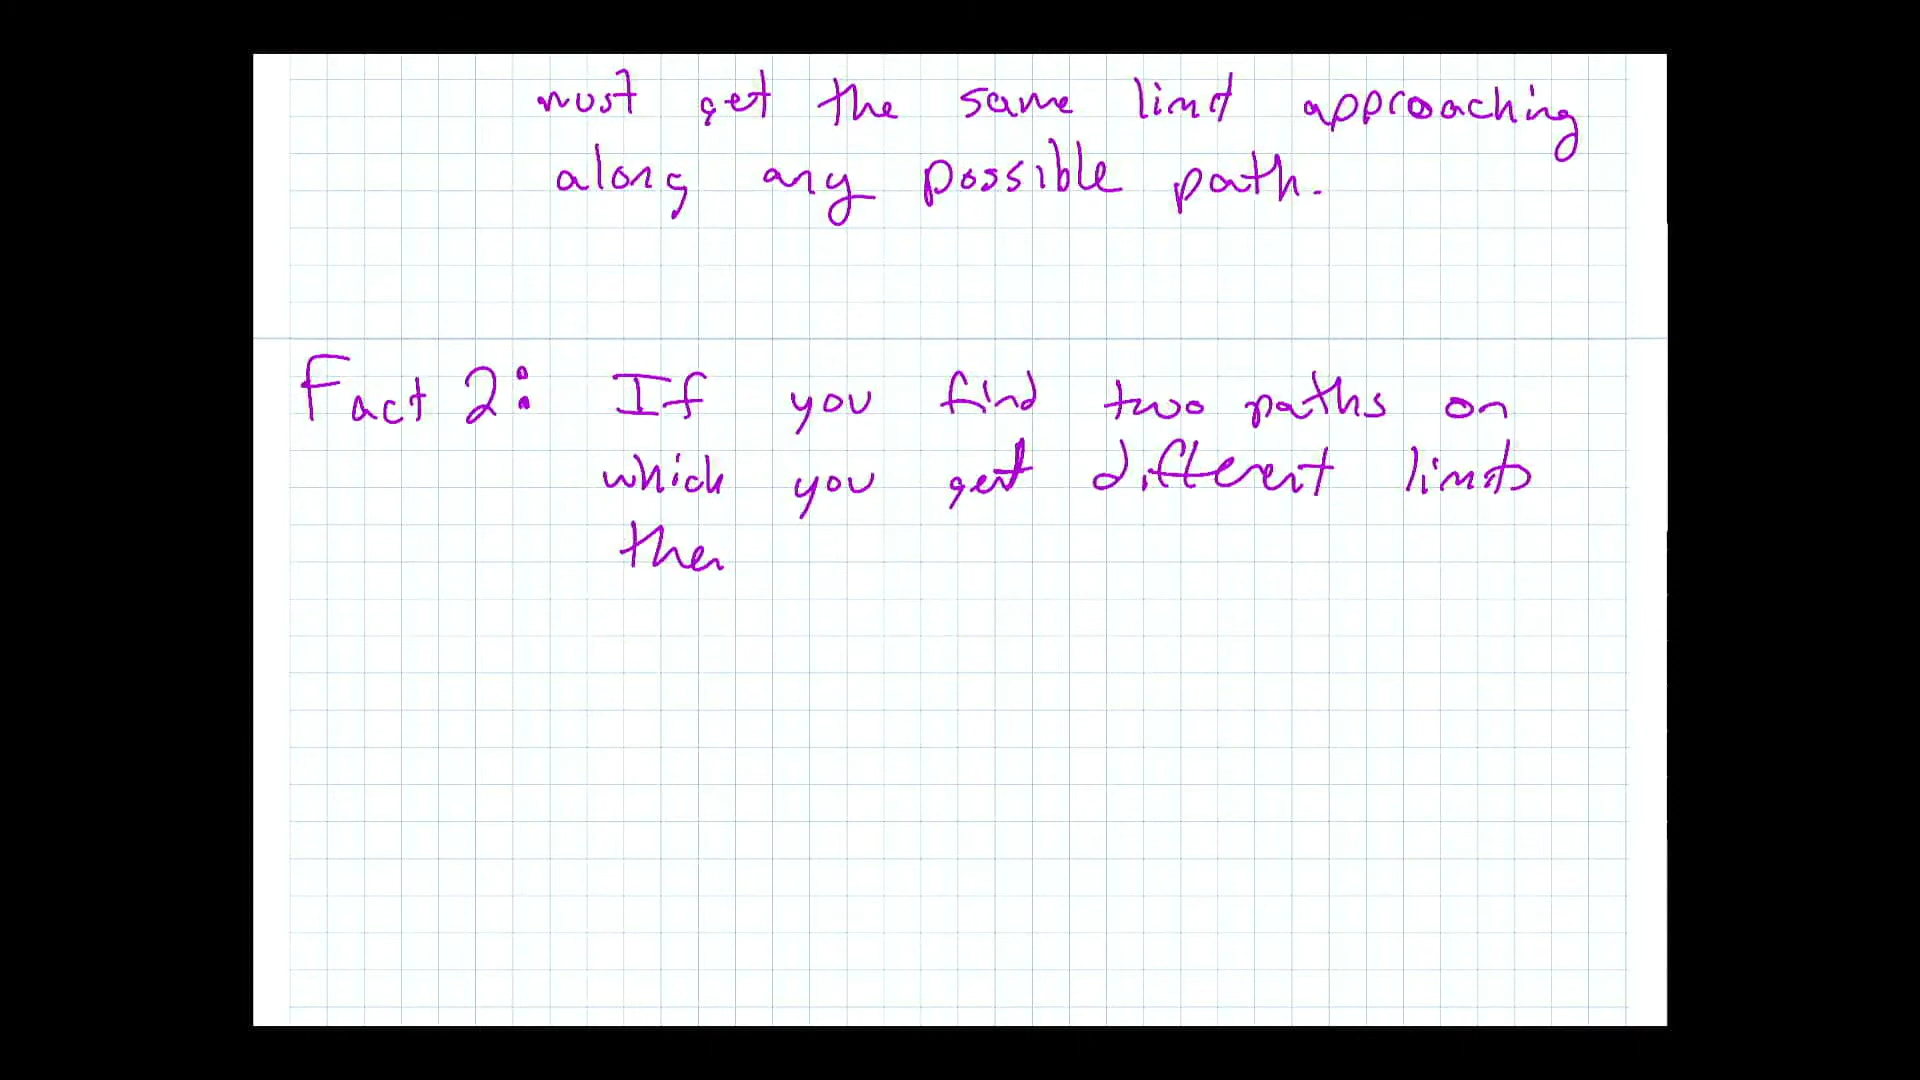 must get the same limit approaching
along any possible path.
Fact 2: If you find two paths on
which you get different limits
then